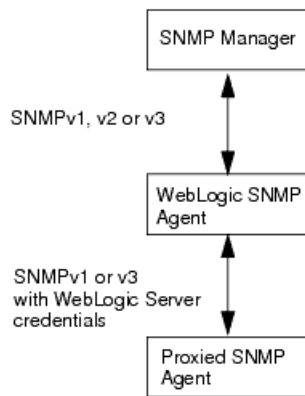 SNMP Manager
SNMPv1, v2 or v3
WebLogic SNMP
Agent
SNMPv1 or v3
with WebLogic Server
credentials
Proxied SNMP
Agent